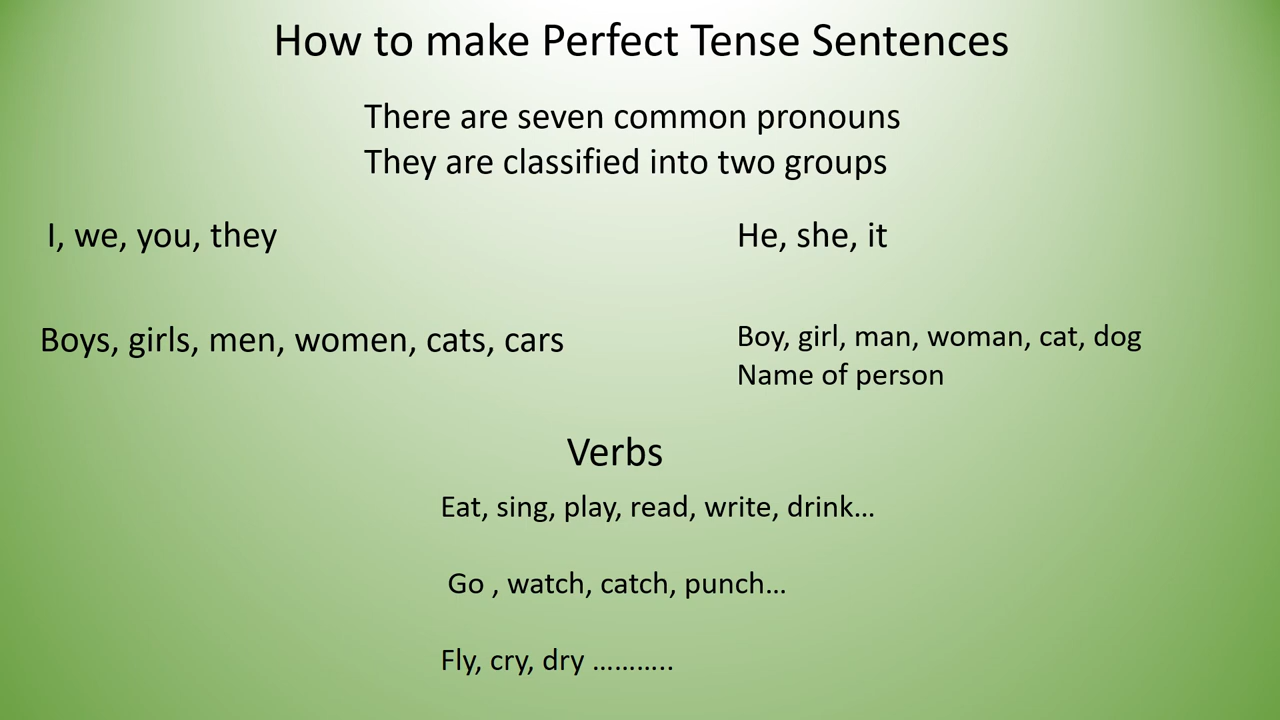 How to make Perfect Tense Sentences
There are seven common pronouns
They are classified into two groups
I, we, you, they
He, she, it
Boys, girls, men, women, cats, cars
Boy, girl, man, woman, cat, dog
Name of person
Verbs
Eat, sing, play, read, write, drink…
Go , watch, catch, punch…
Fly, cry, dry ………..